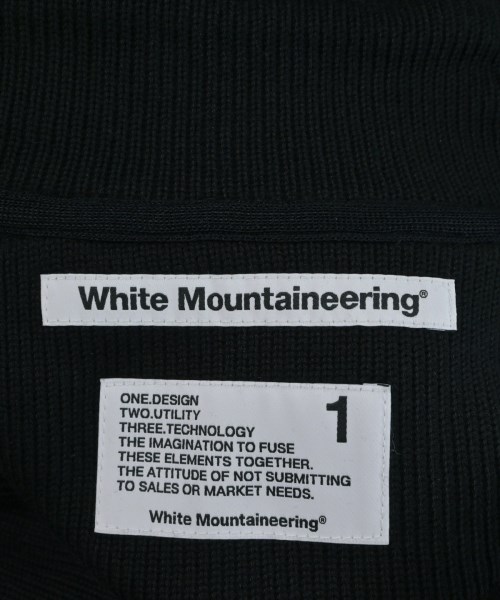 White Mountaineering®
ONE.DESIGN
1
TWO.UTILITY
THREE.TECHNOLOGY
THE IMAGINATION TO FUSE
THESE ELEMENTS TOGETHER.
THE ATTITUDE OF NOT SUBMITTING
TO SALES OR MARKET NEEDS.
White Mountaineering®